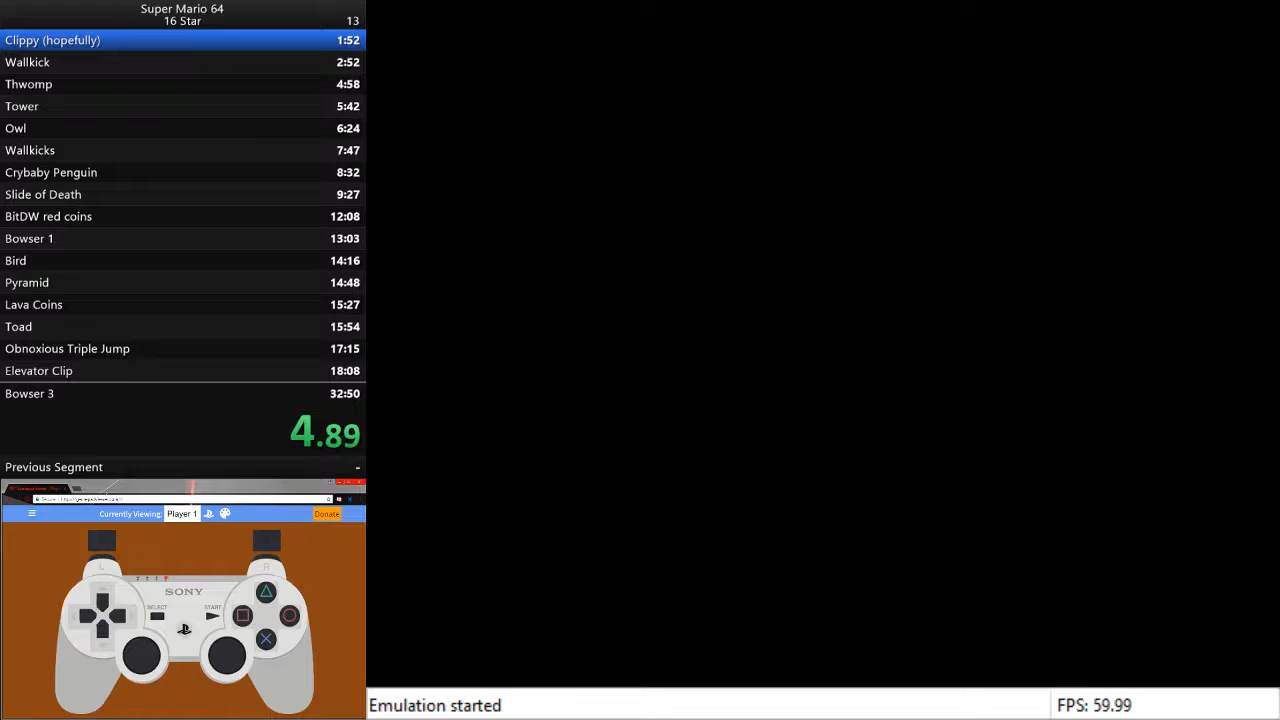 Super Mario 64
16 Star 13
Clippy (hopefully) 1:52
Wallkick 2:52
Thwomp 4:58
Tower 5:42
Owl 6:24
Wallkicks 7:47
Crybaby Penguin 8:32
Slide of Death 9:27
BitDW red coins 12:08
Bowser 1 13:03
Bird 14:16
Pyramid 14:48
Lava Coins 15:27
Toad 15:54
Obnoxious Triple Jump 17:15
Elevator Clip 18:08
Bowser 3 32:50
4.89
Previous Segment -
Currently Viewing: Player 1 Donate
L R
SONY
SELECT START
Emulation started FPS: 59.99